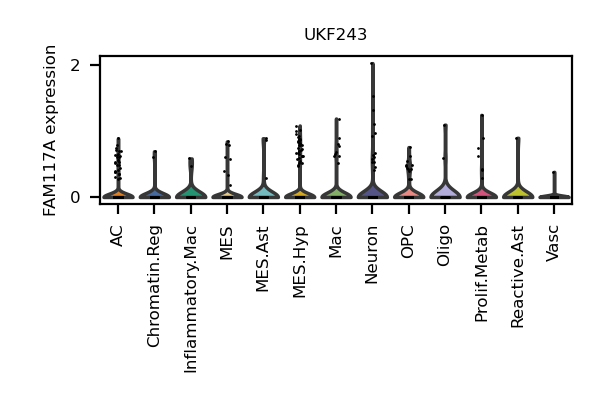 UKF243
FAM117A expression
2
0
AC
Chromatin.Reg
Inflammatory.Mac
MES
MES.Ast
MES.Hyp
Mac
Neuron
OPC
Oligo
Prolif.Metab
Reactive.Ast
Vasc